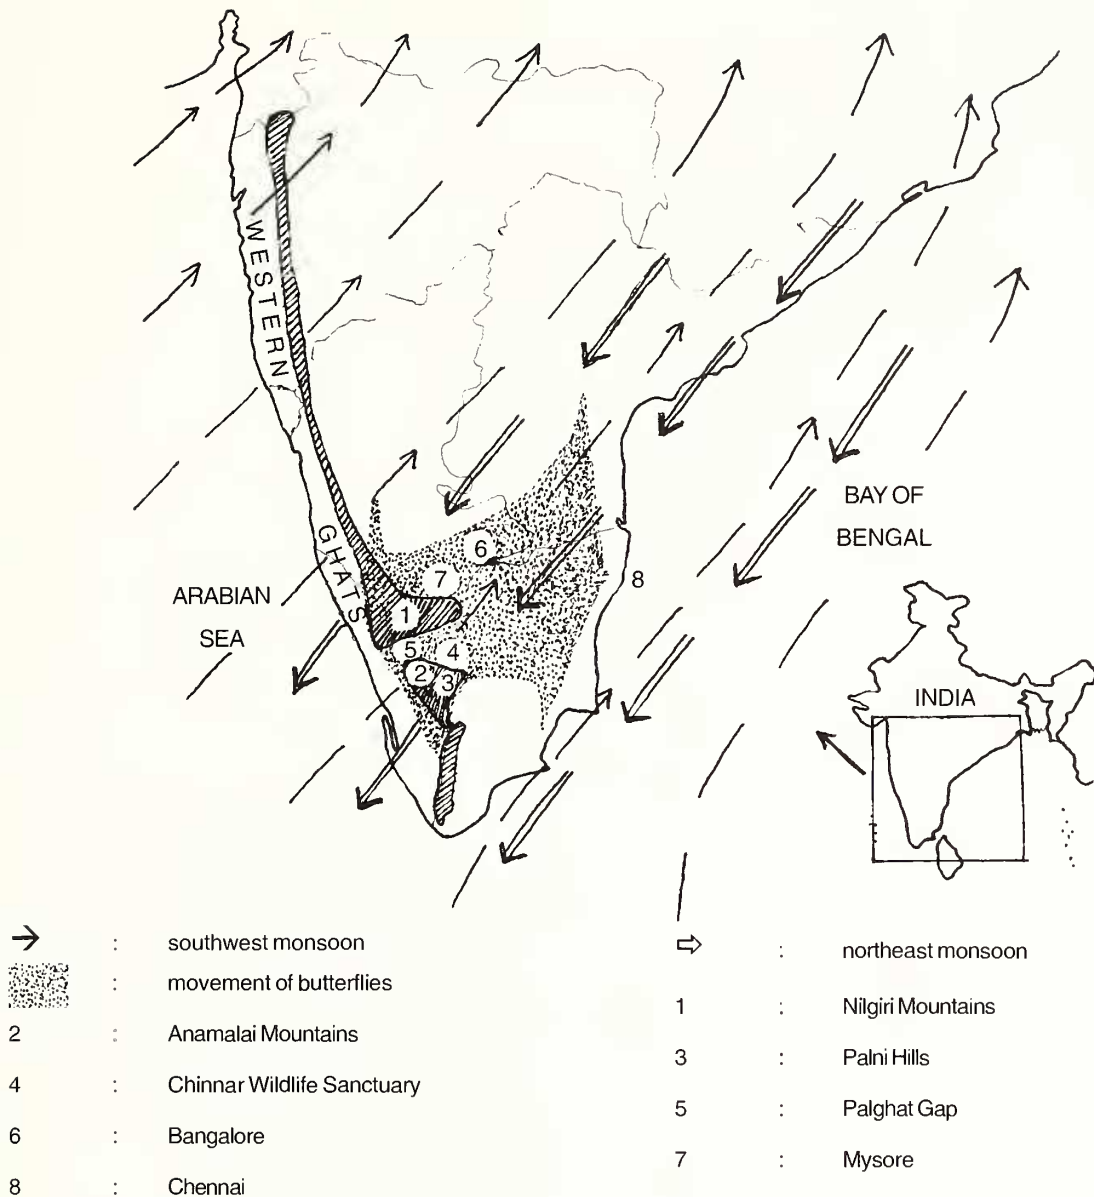 WESTERN
GHATS
ARABIAN
SEA
BAY OF
BENGAL
INDIA
6
7
8
1
5
4
2
3
→ : southwest monsoon
: movement of butterflies
2 : Anamalai Mountains
4 : Chinnar Wildlife Sanctuary
6 : Bangalore
8 : Chennai
⇨ : northeast monsoon
1 : Nilgiri Mountains
3 : Palni Hills
5 : Palghat Gap
7 : Mysore